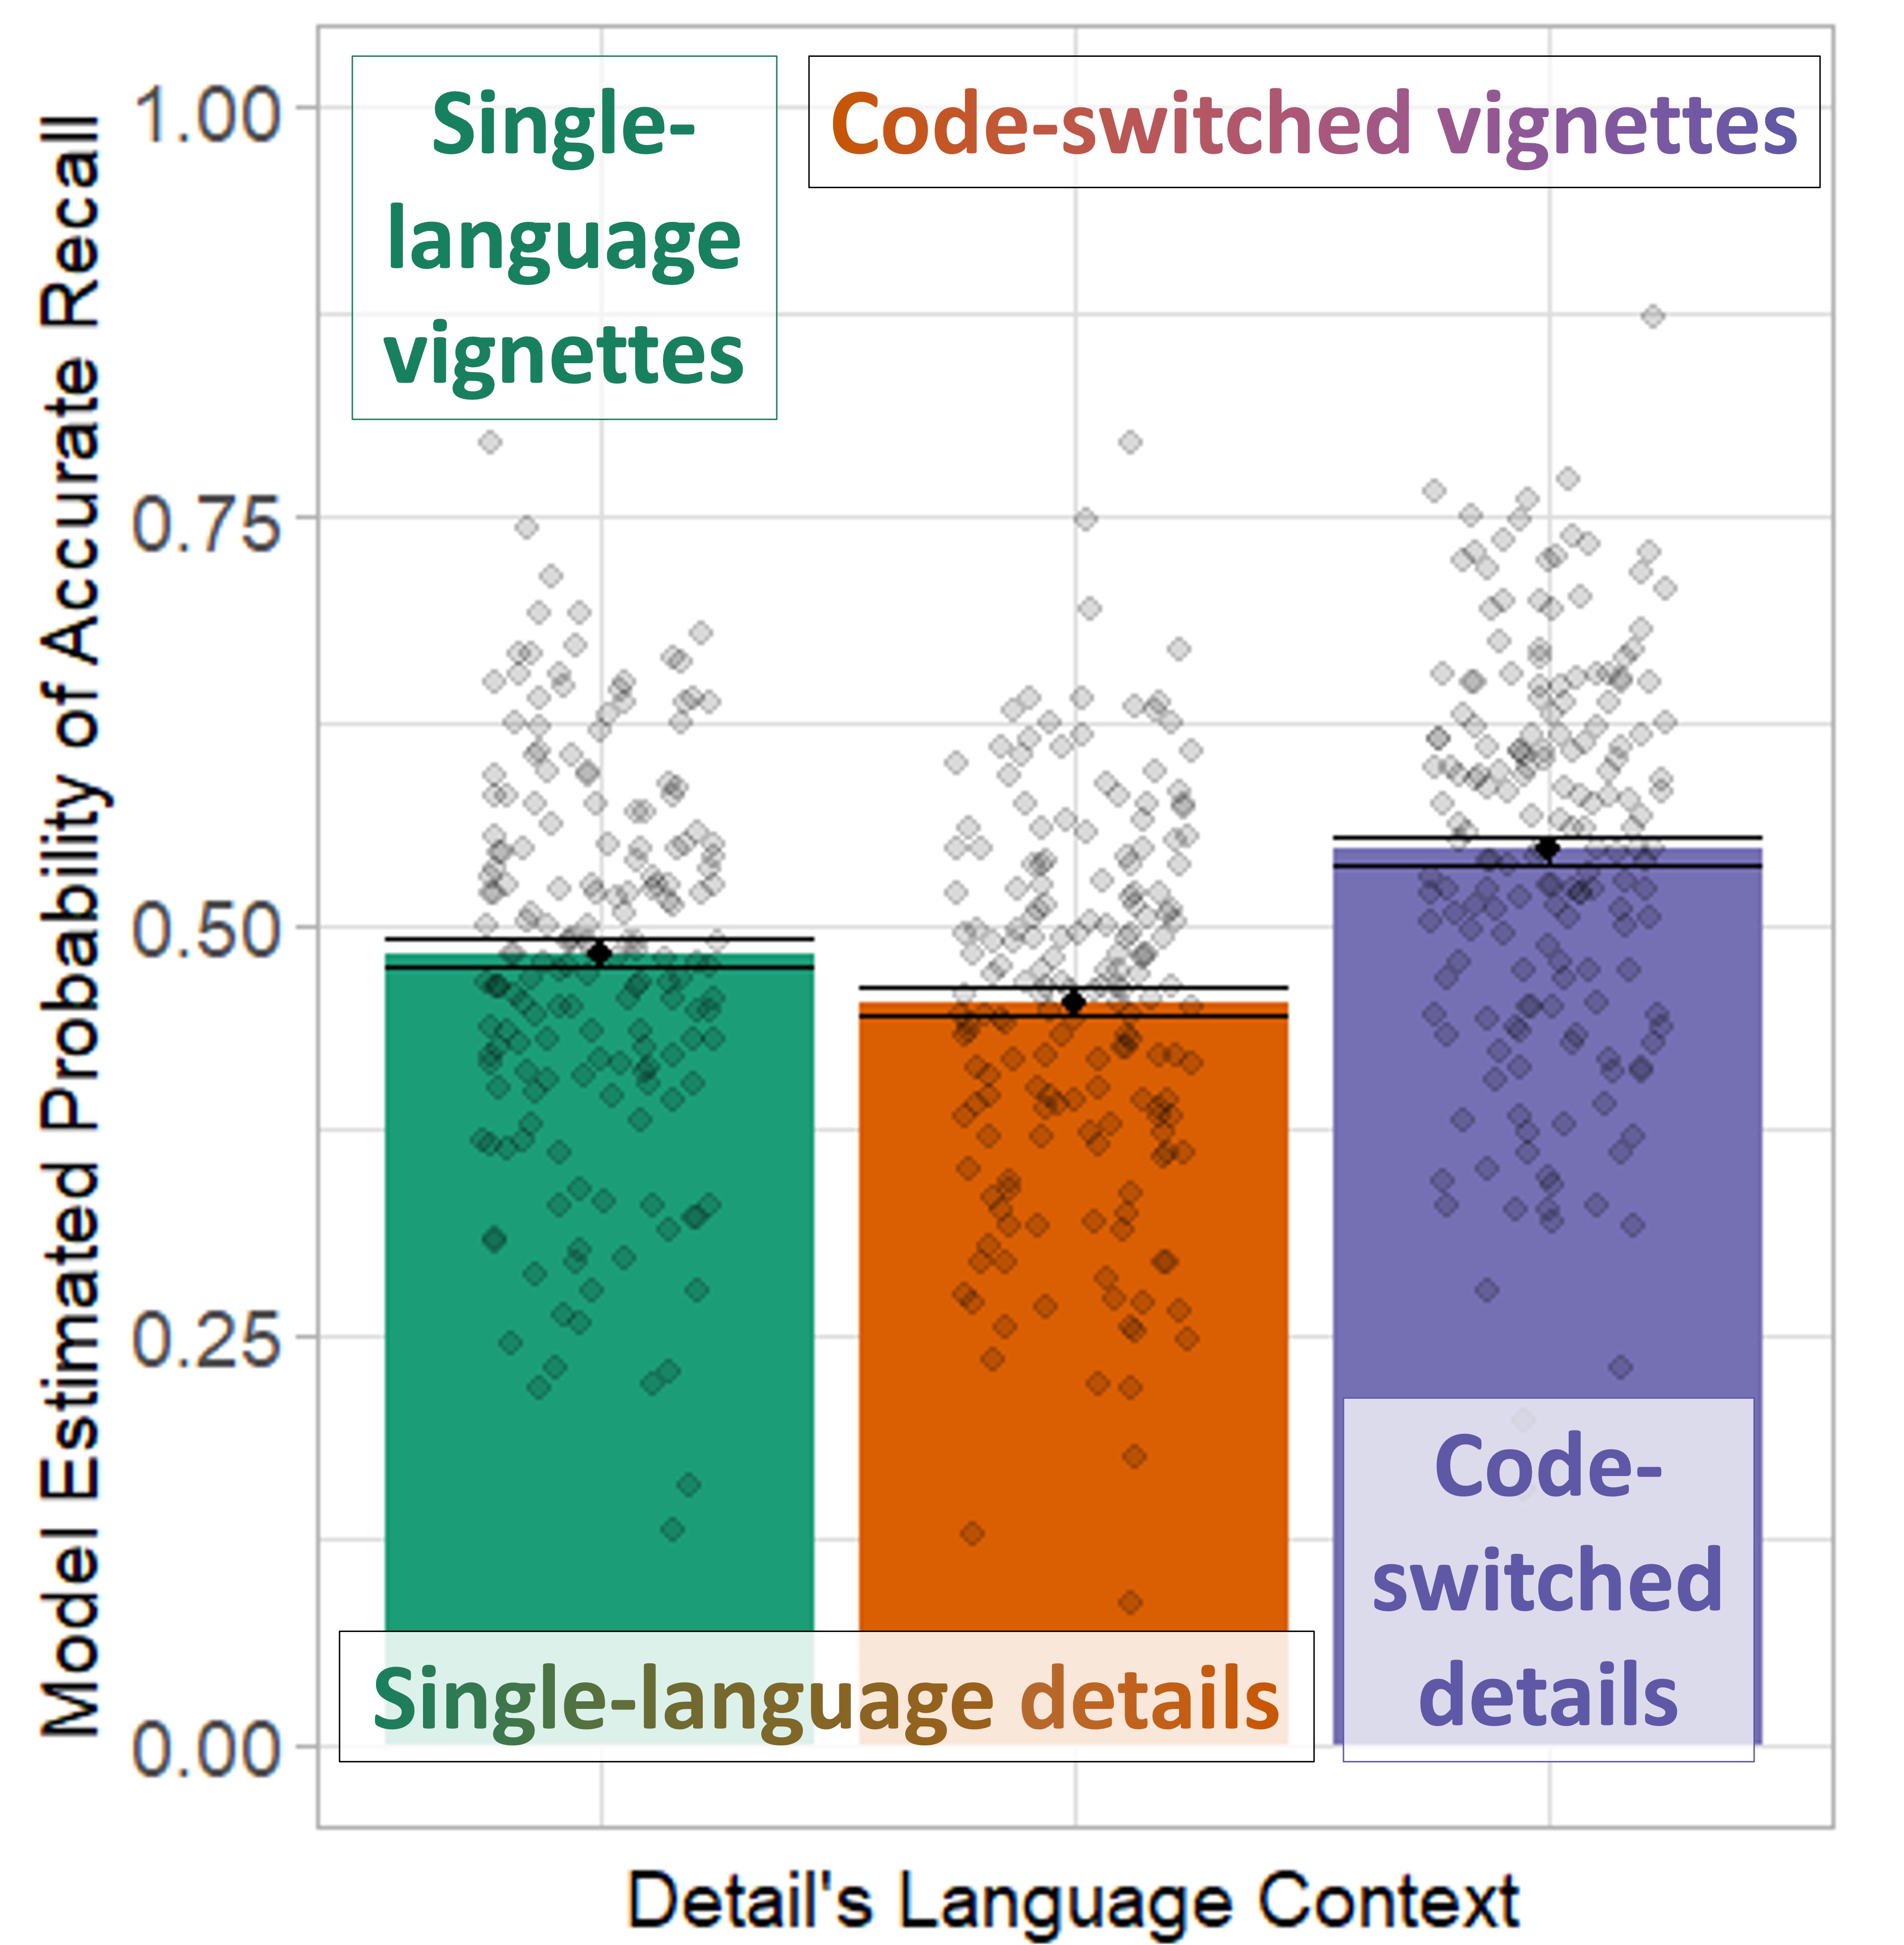 Model Estimated Probability of Accurate Recall
1.00
0.75
0.50
0.25
0.00
Single-
language
vignettes
Code-switched vignettes
Single-language details
Code-
switched
details
Detail's Language Context